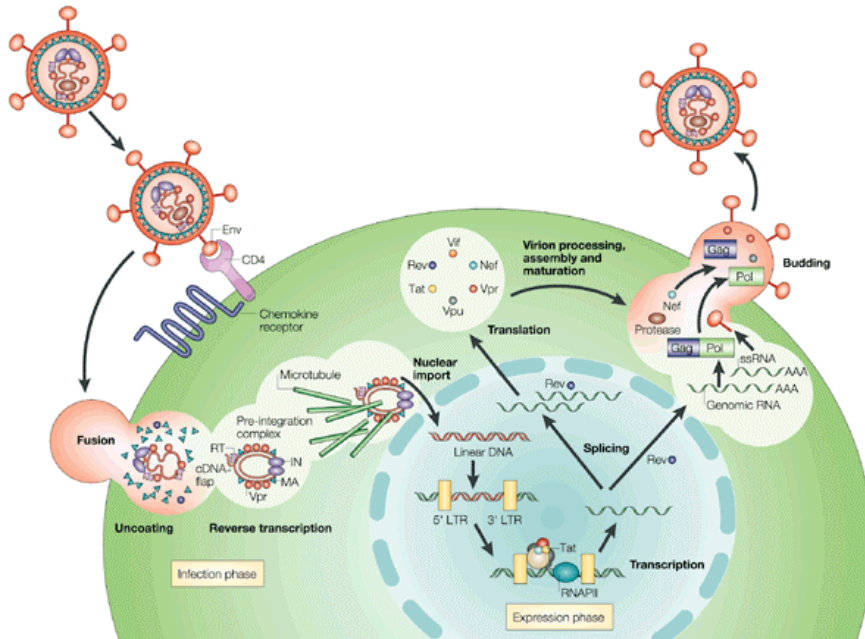 Env
CD4
Chemokine
receptor
Fusion
Uncoating
RT
cDNA
flap
Vpr
IN
MA
Pre-integration
complex
Reverse transcription
Infection phase
Microtubule
Nuclear
import
Linear DNA
5' LTR
3' LTR
Tat
RNAPII
Transcription
Expression phase
Splicing
Rev
Rev
Translation
Vif
Rev
Nef
Tat
Vpr
Vpu
Virion processing,
assembly and
maturation
Gag
Pol
Budding
Nef
Protease
Gag
Pol
ssRNA
AAA
AAA
Genomic RNA